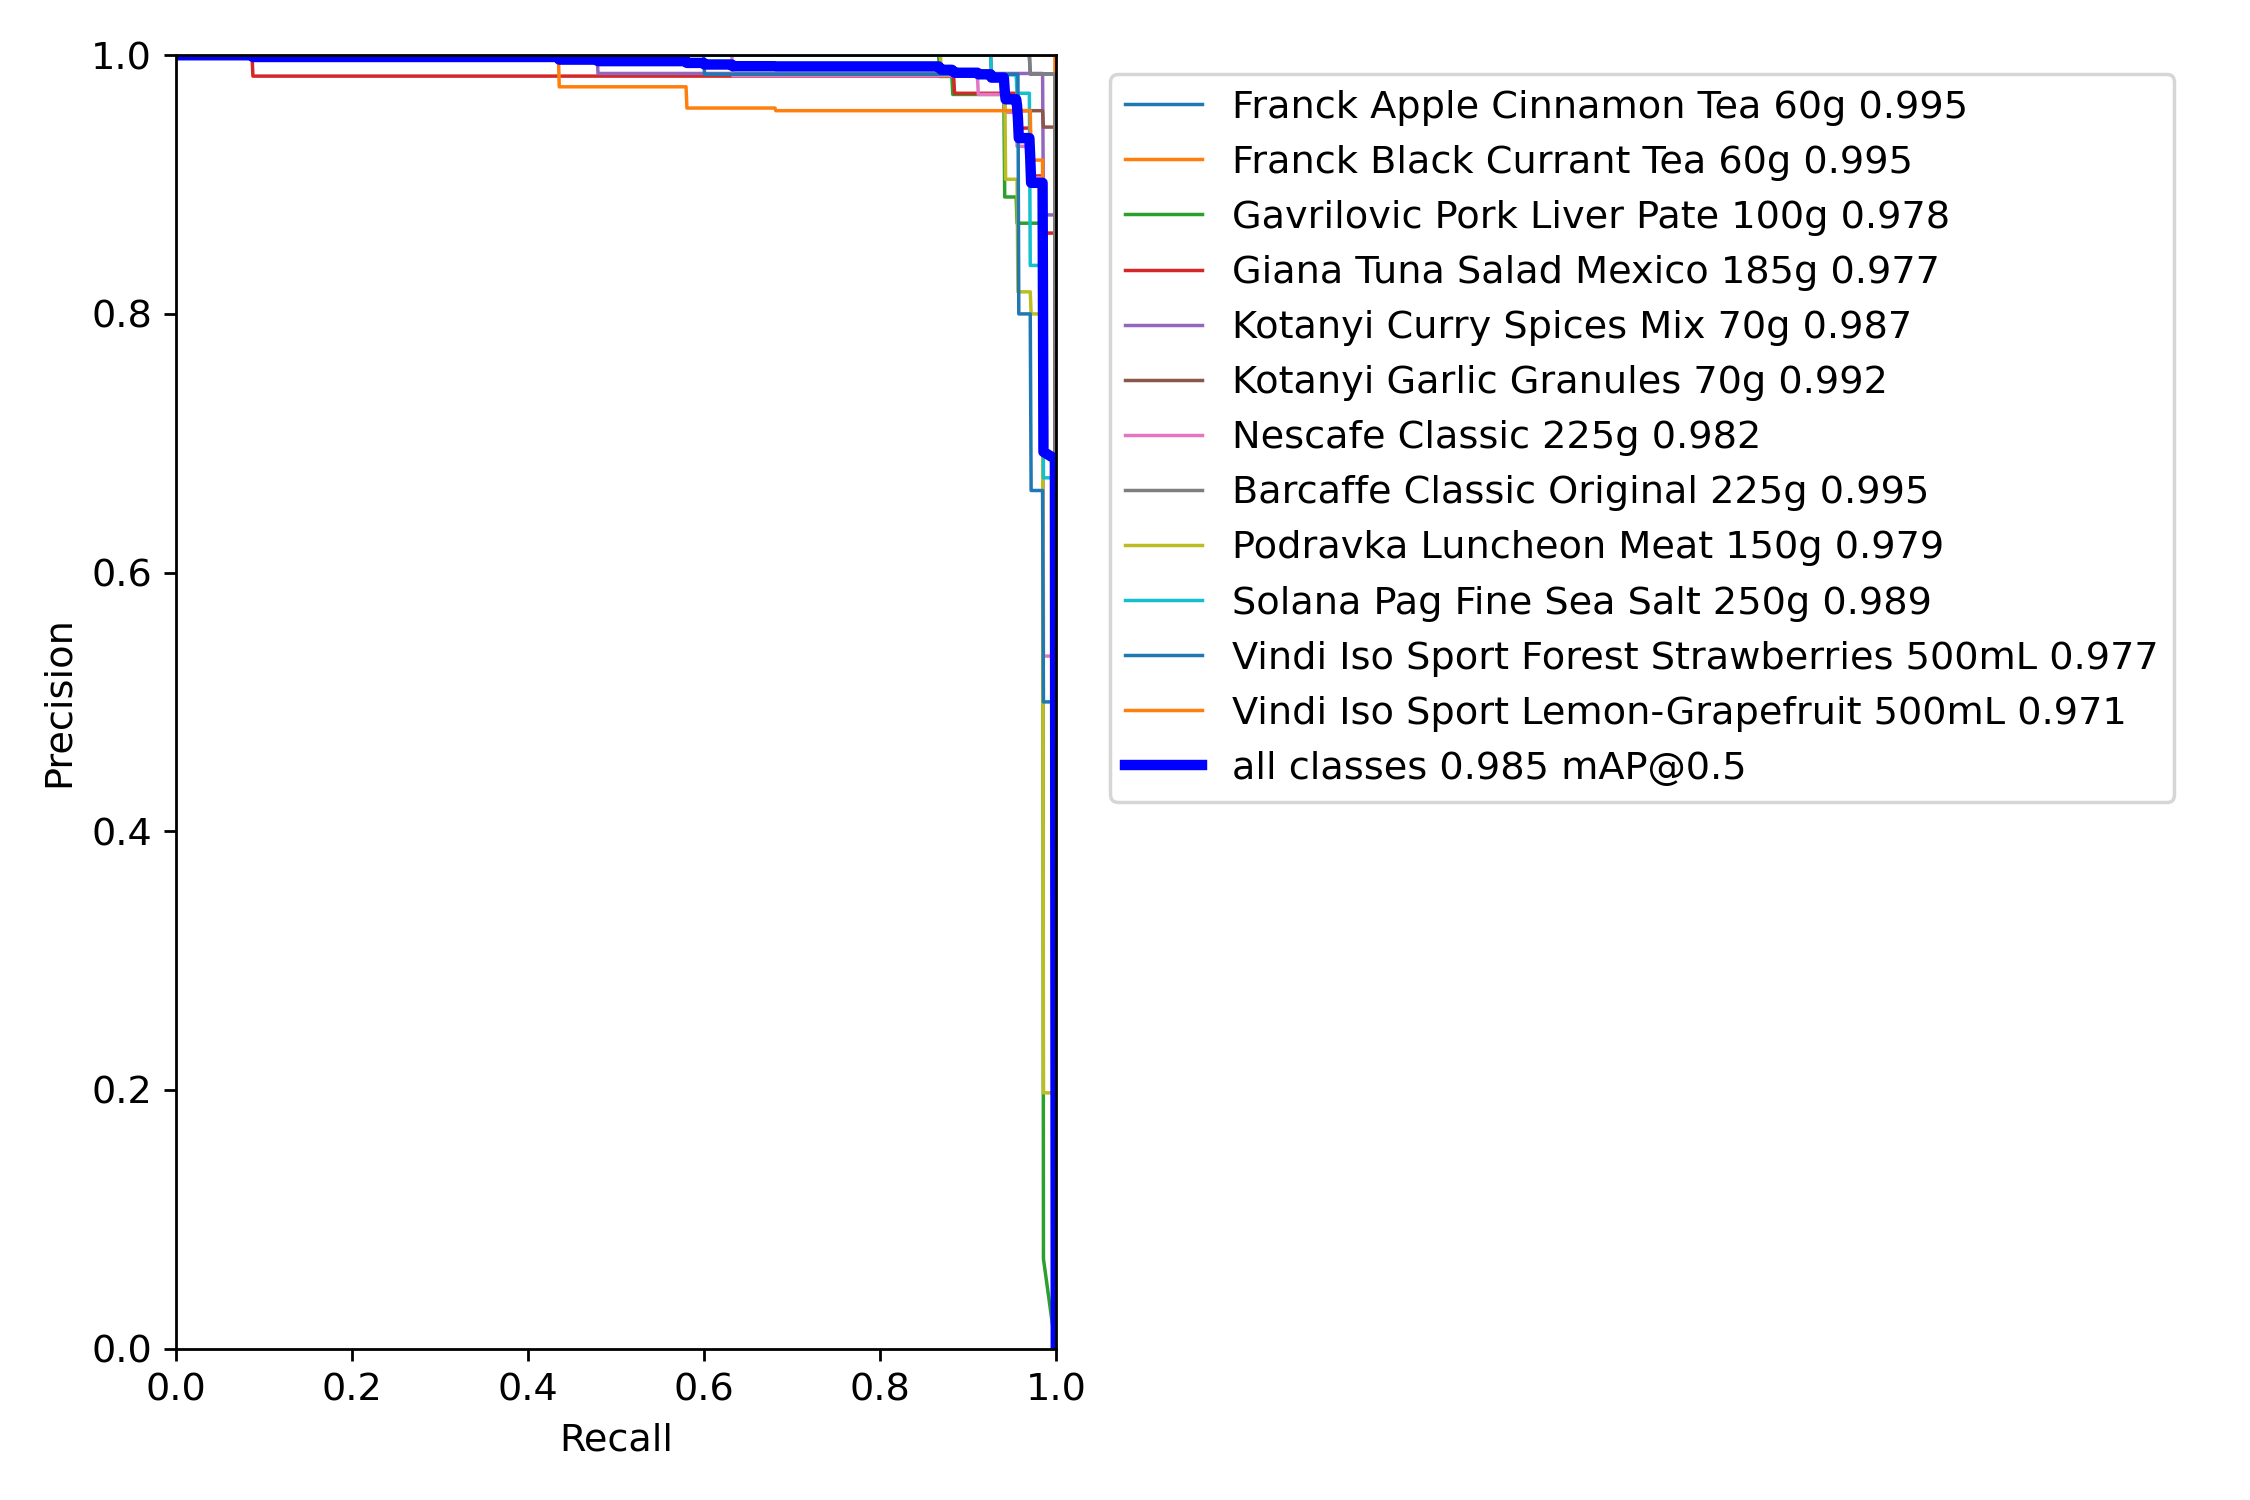 1.0
0.8
0.6
0.4
0.2
0.0
Precision
0.0 0.2 0.4 0.6 0.8 1.0
Recall
Franck Apple Cinnamon Tea 60g 0.995
Franck Black Currant Tea 60g 0.995
Gavrilovic Pork Liver Pate 100g 0.978
Giana Tuna Salad Mexico 185g 0.977
Kotanyi Curry Spices Mix 70g 0.987
Kotanyi Garlic Granules 70g 0.992
Nescafe Classic 225g 0.982
Barcaffe Classic Original 225g 0.995
Podravka Luncheon Meat 150g 0.979
Solana Pag Fine Sea Salt 250g 0.989
Vindi Iso Sport Forest Strawberries 500mL 0.977
Vindi Iso Sport Lemon-Grapefruit 500mL 0.971
all classes 0.985 mAP@0.5